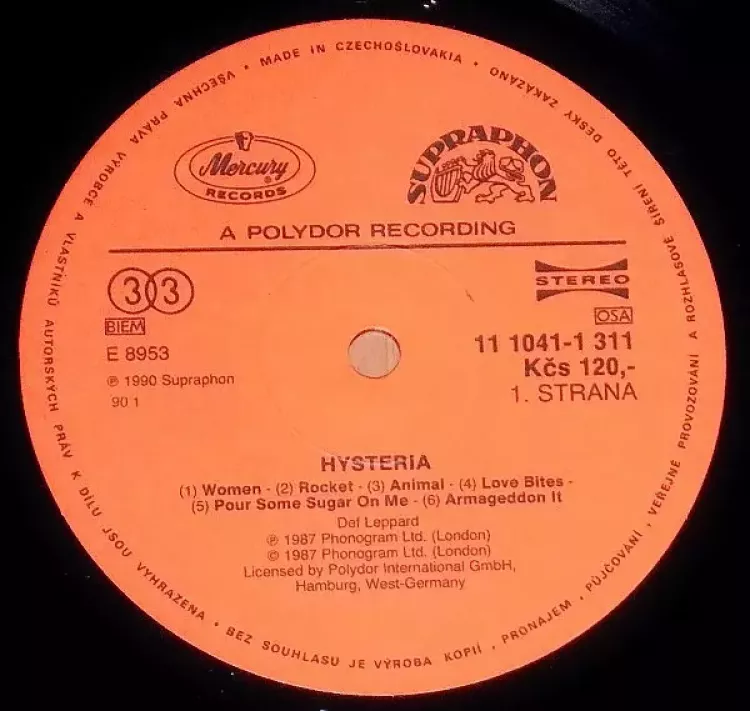 • MADE IN CZECHOSLOVAKIA •
VŠECHNA PRÁVA VÝROBCE A VLASTNÍKŮ AUTORSKÝCH PRÁV K DÍLU JSOU VYHRAZENA • BEZ SOUHLASU JE VÝROBA KOPIÍ, PRONÁJEM, PŮJČOVÁNÍ, VEŘEJNÉ PROVOZOVÁNÍ A ROZHLASOVÉ ŠÍŘENÍ TÉTO DESKY ZAKÁZÁNO
Mercury®
RECORDS
SUPRAPHON
A POLYDOR RECORDING
33
STEREO
BIEM
OSA
E 8953
11 1041-1 311
℗ 1990 Supraphon
Kčs 120,-
90 1
1. STRANA
HYSTERIA
(1) Women - (2) Rocket - (3) Animal - (4) Love Bites -
(5) Pour Some Sugar On Me - (6) Armageddon It
Def Leppard
℗ 1987 Phonogram Ltd. (London)
© 1987 Phonogram Ltd. (London)
Licensed by Polydor International GmbH,
Hamburg, West-Germany